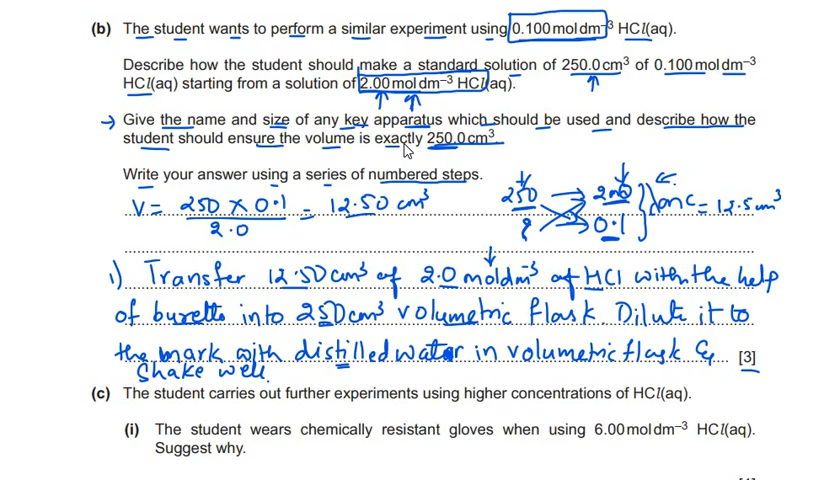 (b) The student wants to perform a similar experiment using 0.100 mol dm⁻³ HCl(aq).
Describe how the student should make a standard solution of 250.0 cm³ of 0.100 mol dm⁻³
HCl(aq) starting from a solution of 2.00 mol dm⁻³ HCl(aq).
→ Give the name and size of any key apparatus which should be used and describe how the
student should ensure the volume is exactly 250.0 cm³.
Write your answer using a series of numbered steps.
V = 250 × 0.1 / 2.0 = 12.50 cm³
250 2.00
? 0.1
= 12.5 cm³
1) Transfer 12.50 cm³ of 2.0 mol dm⁻³ of HCl with the help
of burette into 250 cm³ volumetric flask. Dilute it to
the mark with distilled water in volumetric flask &
shake well.
[3]
(c) The student carries out further experiments using higher concentrations of HCl(aq).
(i) The student wears chemically resistant gloves when using 6.00 mol dm⁻³ HCl(aq).
Suggest why.